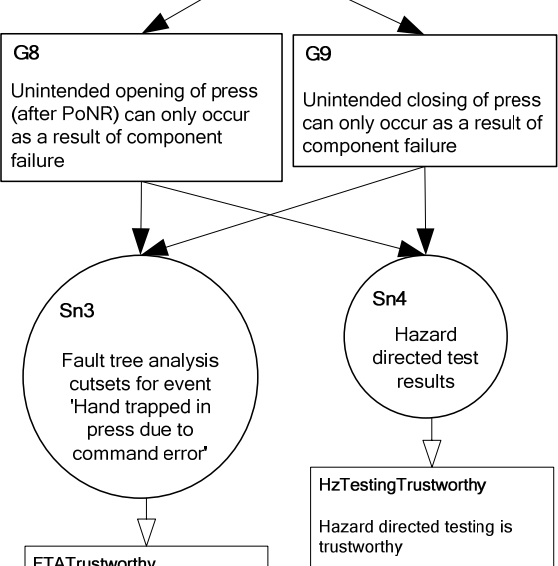 G8
Unintended opening of press
(after PoNR) can only occur
as a result of component
failure
G9
Unintended closing of press
can only occur as a result of
component failure
Sn3
Fault tree analysis
cutsets for event
'Hand trapped in
press due to
command error'
Sn4
Hazard
directed test
results
HzTestingTrustworthy
Hazard directed testing is
trustworthy
FTATrustworthy